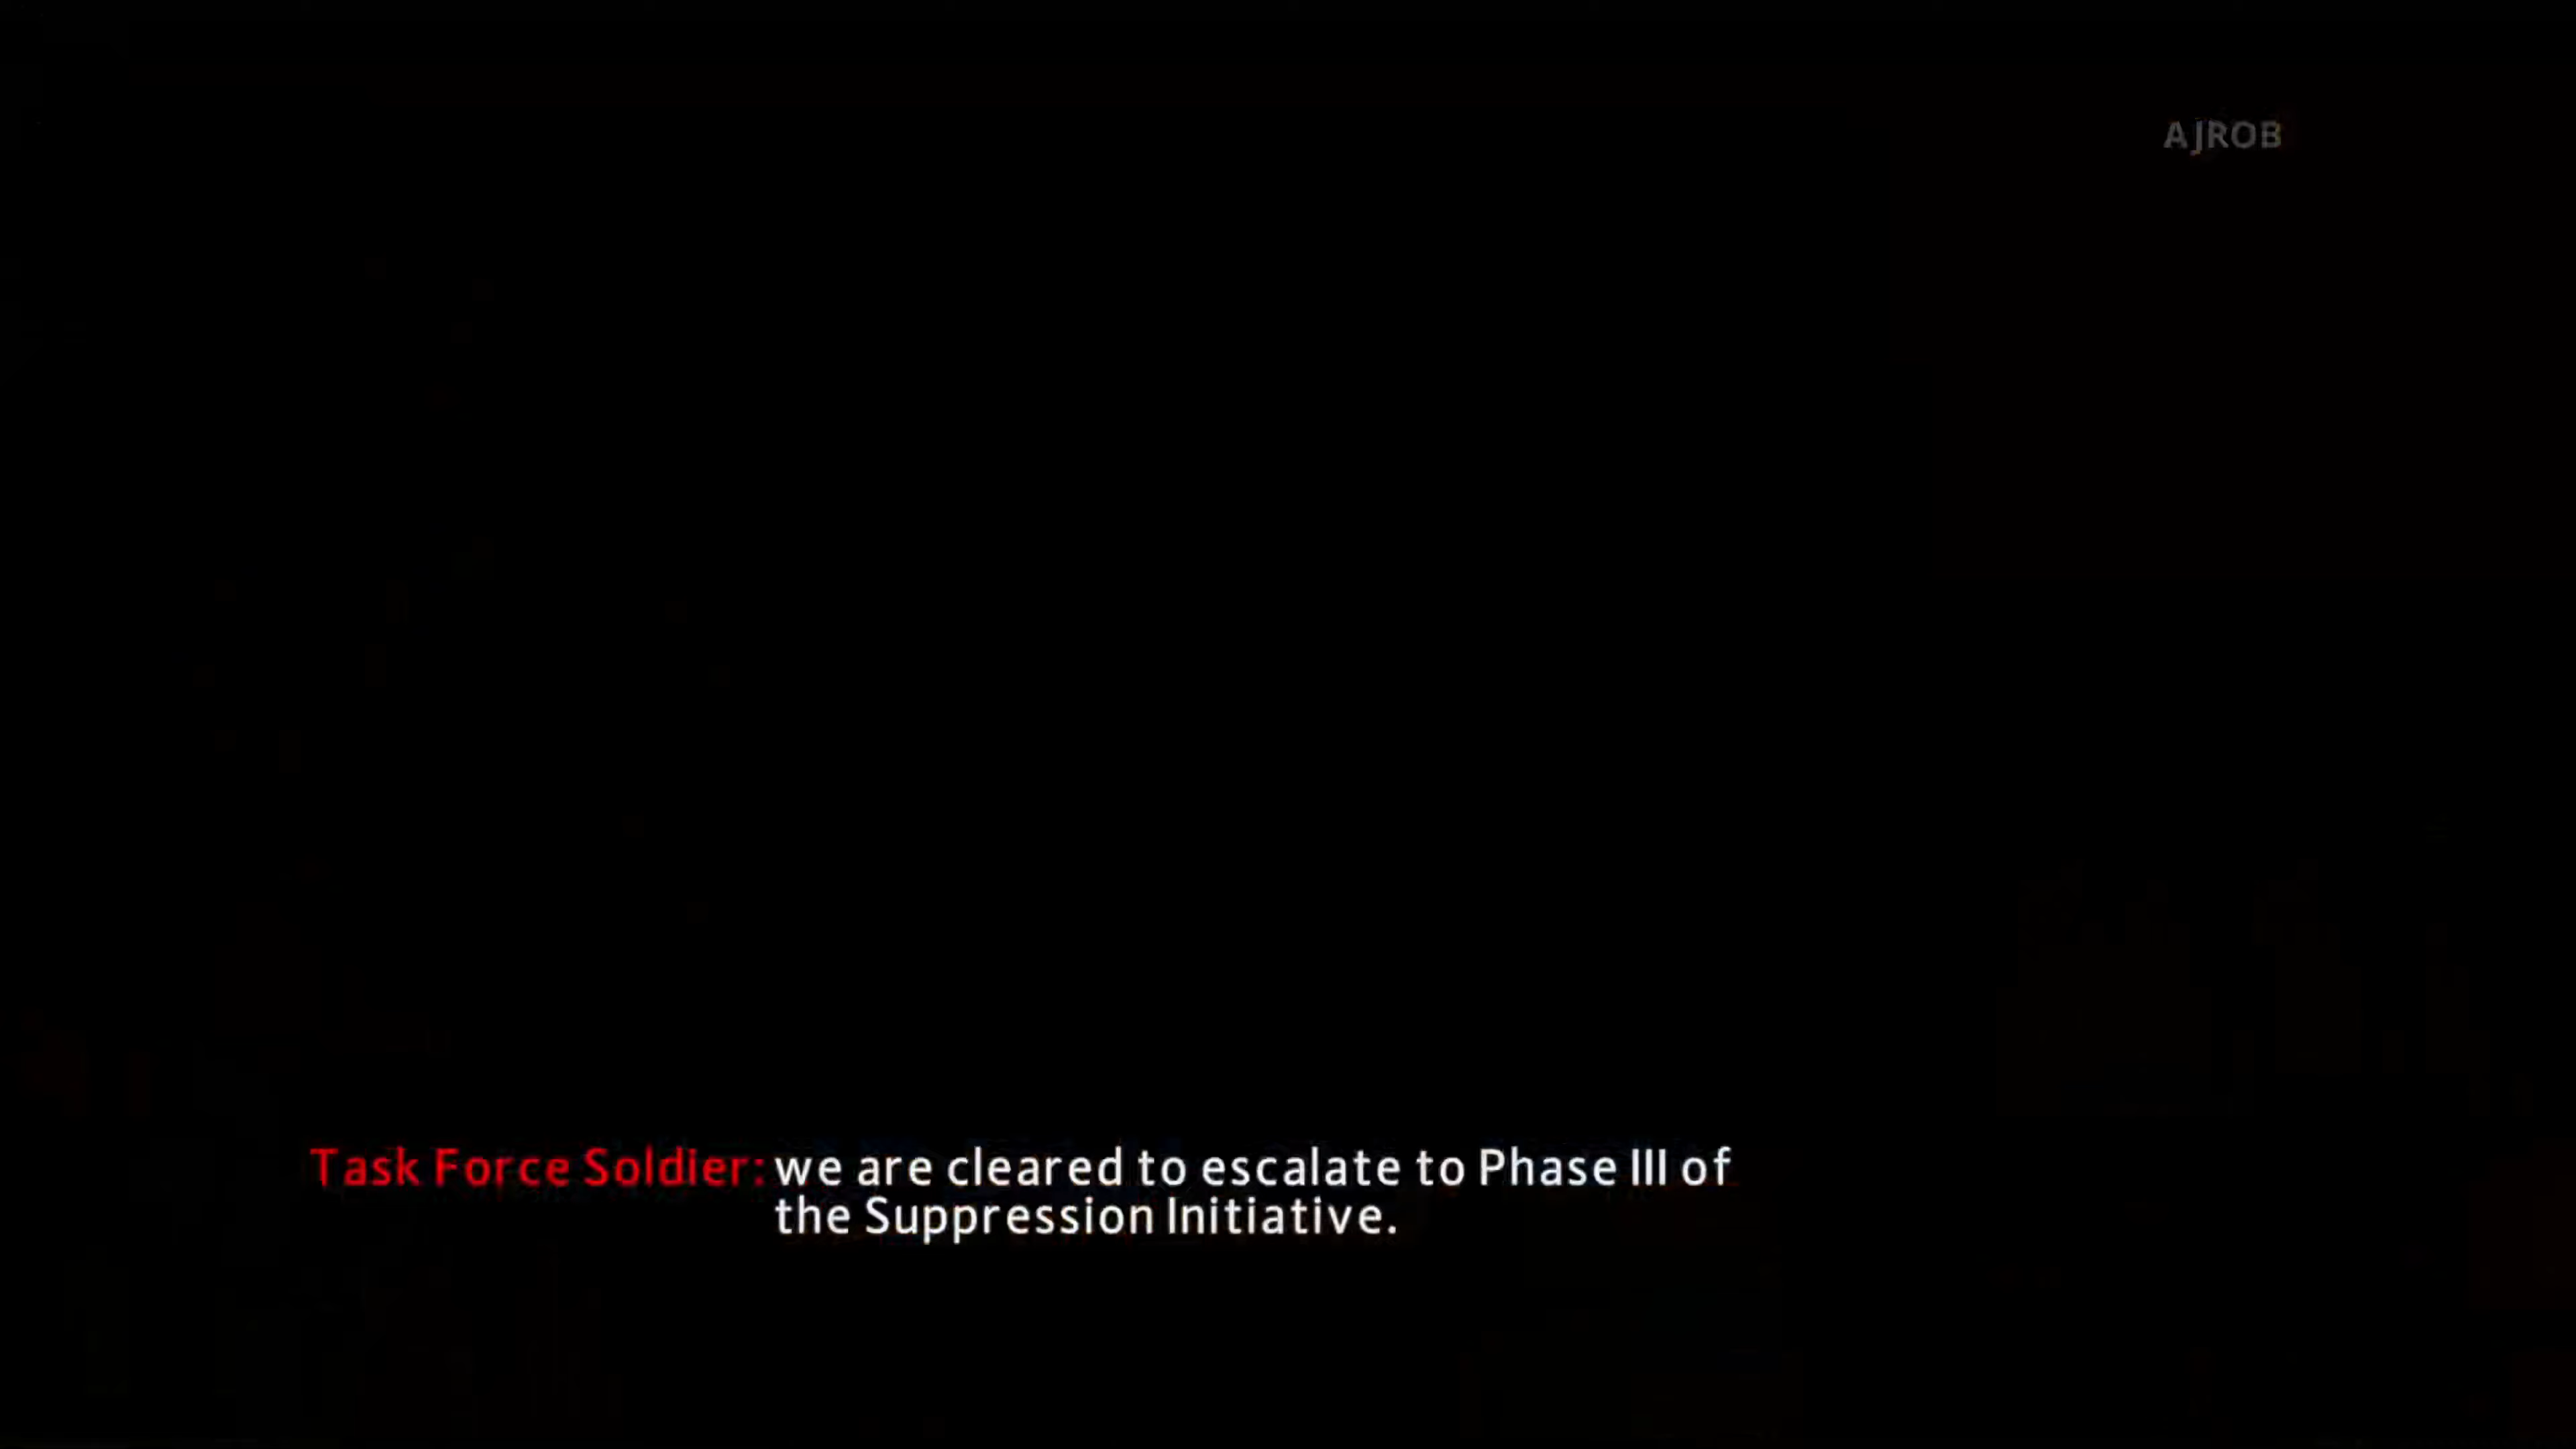 AJROB
Task Force Soldier: we are cleared to escalate to Phase III of
the Suppression Initiative.